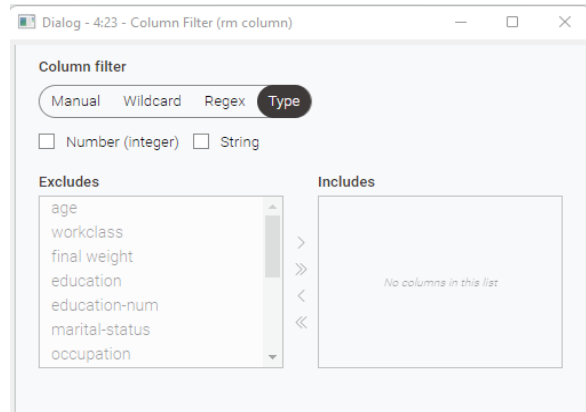 Dialog - 4:23 - Column Filter (rm column)
Column filter
Manual Wildcard Regex Type
Number (integer) String
Excludes Includes
age
workclass
final weight
education
education-num
marital-status
occupation
No columns in this list